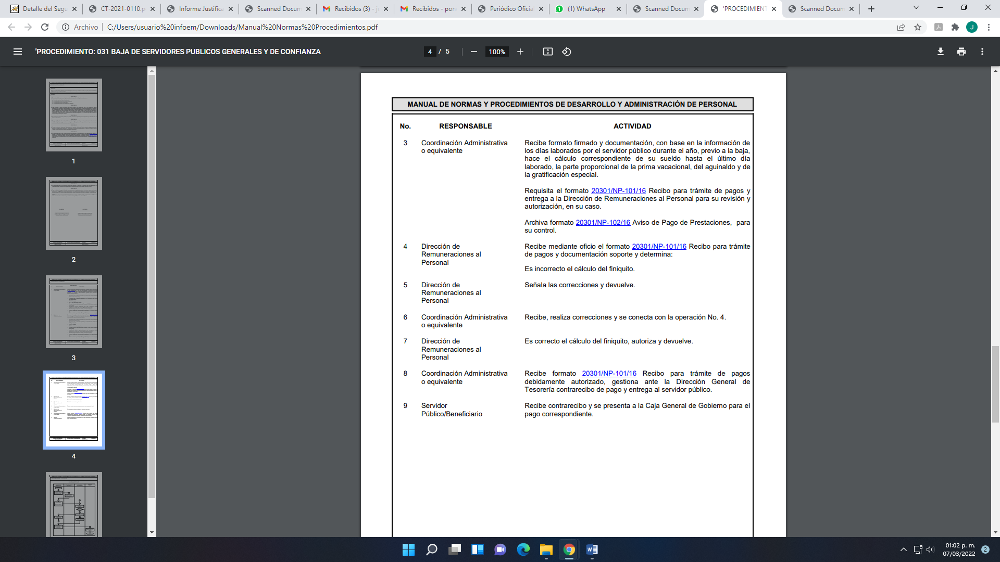 Detalle del Segu
CT-2021-0110.p
Informe Justifica
Scanned Docum
Recibidos (3) - j
Recibidos - pon
Periódico Oficia
(1) WhatsApp
Scanned Docum
'PROCEDIMIENT
Scanned Docum
Archivo
C:/Users/usuario%20infoem/Downloads/Manual%20Normas%20Procedimientos.pdf
J
'PROCEDIMIENTO: 031 BAJA DE SERVIDORES PUBLICOS GENERALES Y DE CONFIANZA
4 / 5
100%
1
2
3
4
MANUAL DE NORMAS Y PROCEDIMIENTOS DE DESARROLLO Y ADMINISTRACIÓN DE PERSONAL
No. RESPONSABLE ACTIVIDAD
3 Coordinación Administrativa o equivalente
Recibe formato firmado y documentación, con base en la información de
los días laborados por el servidor público durante el año, previo a la baja,
hace el cálculo correspondiente de su sueldo hasta el último día
laborado, la parte proporcional de la prima vacacional, del aguinaldo y de
la gratificación especial.
Requisita el formato 20301/NP-101/16 Recibo para trámite de pagos y
entrega a la Dirección de Remuneraciones al Personal para su revisión y
autorización, en su caso.
Archiva formato 20301/NP-102/16 Aviso de Pago de Prestaciones, para
su control.
4 Dirección de
Remuneraciones al
Personal
Recibe mediante oficio el formato 20301/NP-101/16 Recibo para trámite
de pagos y documentación soporte y determina:
Es incorrecto el cálculo del finiquito.
5 Dirección de
Remuneraciones al
Personal
Señala las correcciones y devuelve.
6 Coordinación Administrativa
o equivalente
Recibe, realiza correcciones y se conecta con la operación No. 4.
7 Dirección de
Remuneraciones al
Personal
Es correcto el cálculo del finiquito, autoriza y devuelve.
8 Coordinación Administrativa
o equivalente
Recibe formato 20301/NP-101/16 Recibo para trámite de pagos
debidamente autorizado, gestiona ante la Dirección General de
Tesorería contrarecibo de pago y entrega al servidor público.
9 Servidor
Público/Beneficiario
Recibe contrarecibo y se presenta a la Caja General de Gobierno para el
pago correspondiente.
01:02 p. m.
07/03/2022
2